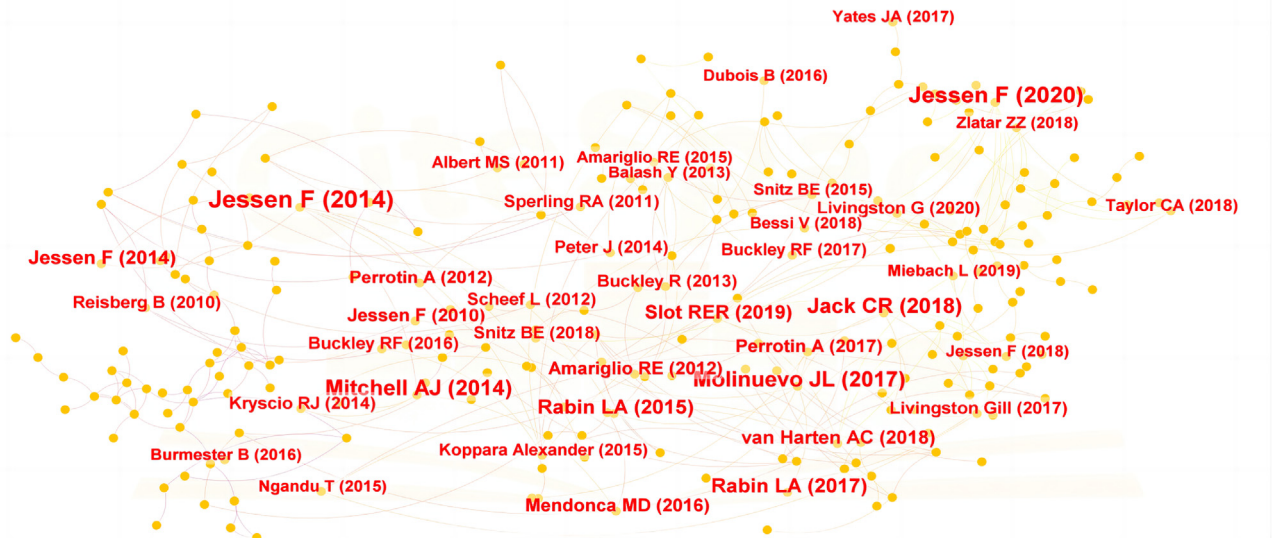 Yates JA (2017)
Dubois B (2016)
Jessen F (2020)
Zlatar ZZ (2018)
Amariglio RE (2015)
Albert MS (2011)
Balash Y (2013)
Snitz BE (2015)
Jessen F (2014)
Sperling RA (2011)
Livingston G (2020)
Taylor CA (2018)
Bessi V (2018)
Peter J (2014)
Buckley RF (2017)
Jessen F (2014)
Miebach L (2019)
Perrotin A (2012)
Buckley R (2013)
Reisberg B (2010)
Scheef L (2012)
Jack CR (2018)
Slot RER (2019)
Jessen F (2010)
Snitz BE (2018)
Buckley RF (2016)
Perrotin A (2017)
Jessen F (2018)
Amariglio RE (2012)
Molinuevo JL (2017)
Mitchell AJ (2014)
Kryscio RJ (2014)
Rabin LA (2015)
Livingston Gill (2017)
van Harten AC (2018)
Koppara Alexander (2015)
Burmester B (2016)
Ngandu T (2015)
Rabin LA (2017)
Mendonca MD (2016)